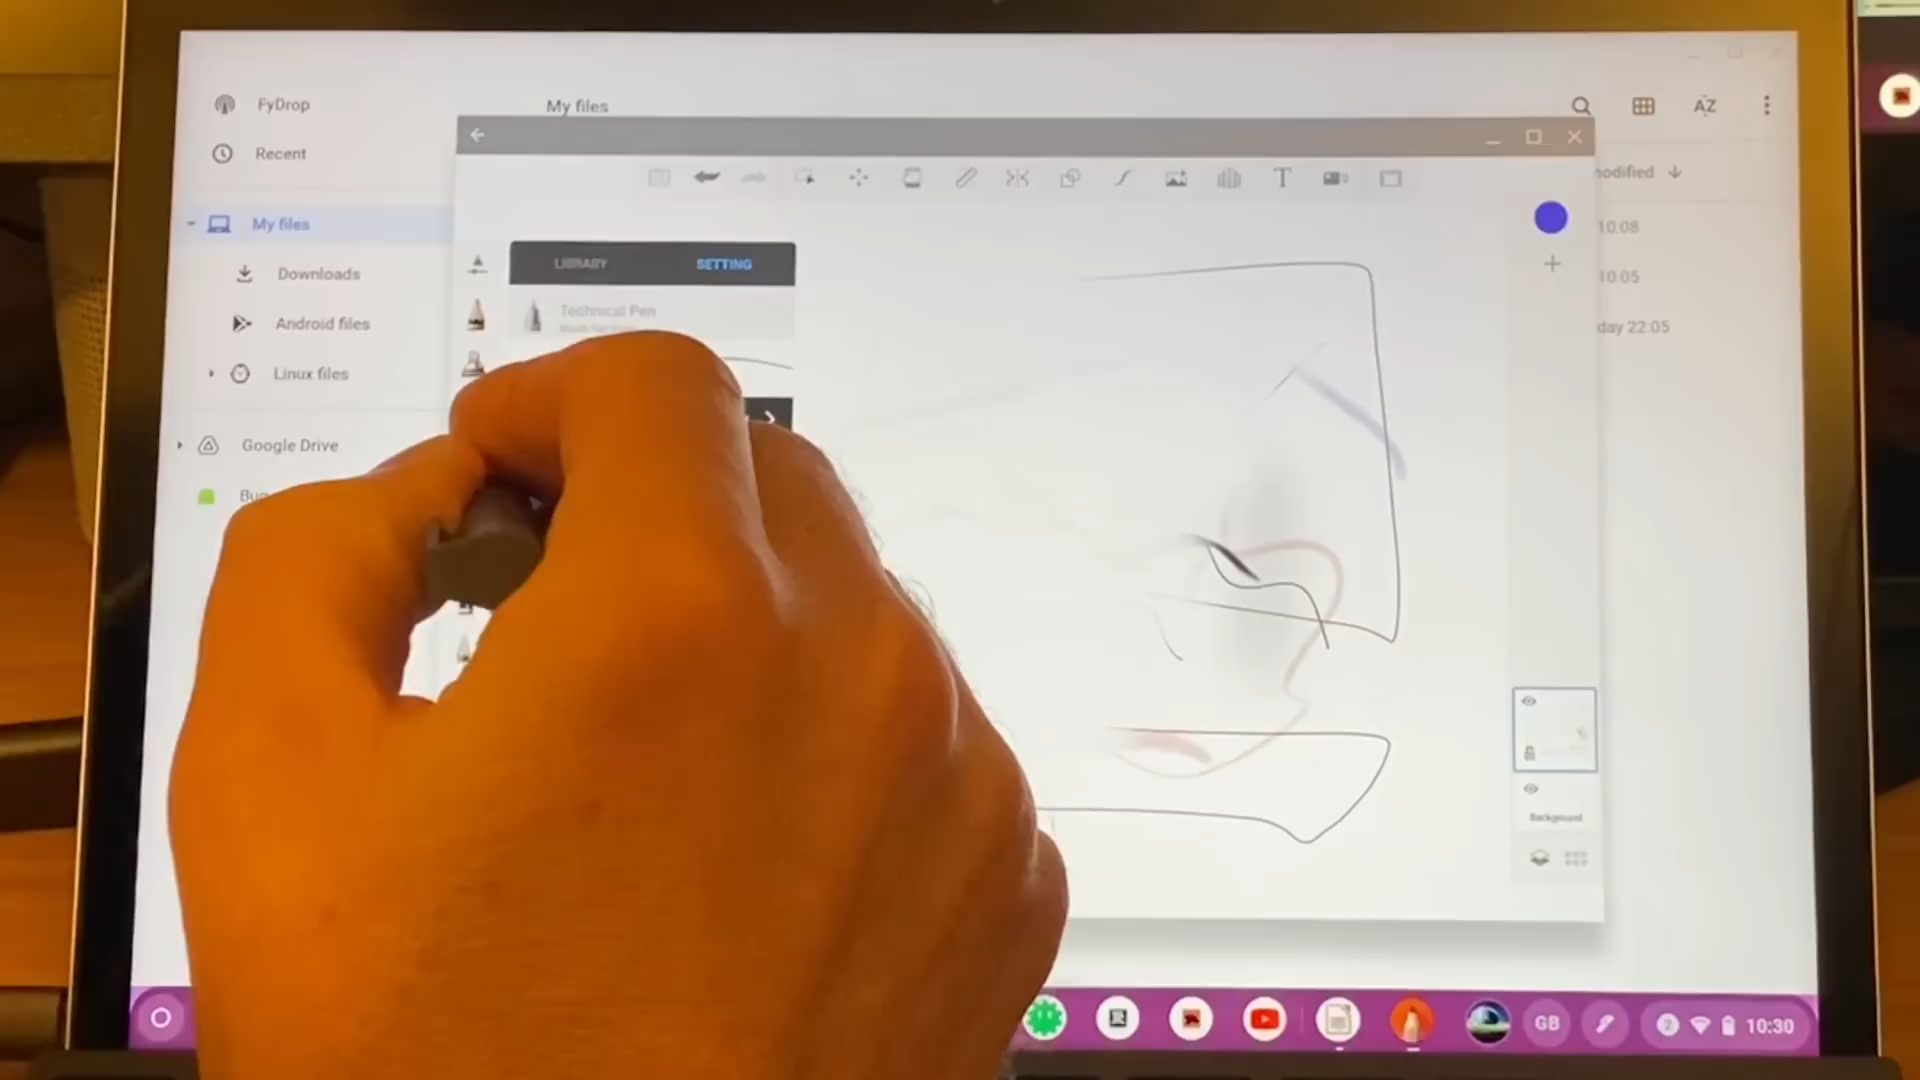 FyDrop
My files
Recent
modified
My files
10:08
LIBRARY
SETTING
Downloads
10:05
Technical Pen
Android files
day 22:05
Linux files
Google Drive
Background
GB
10:30